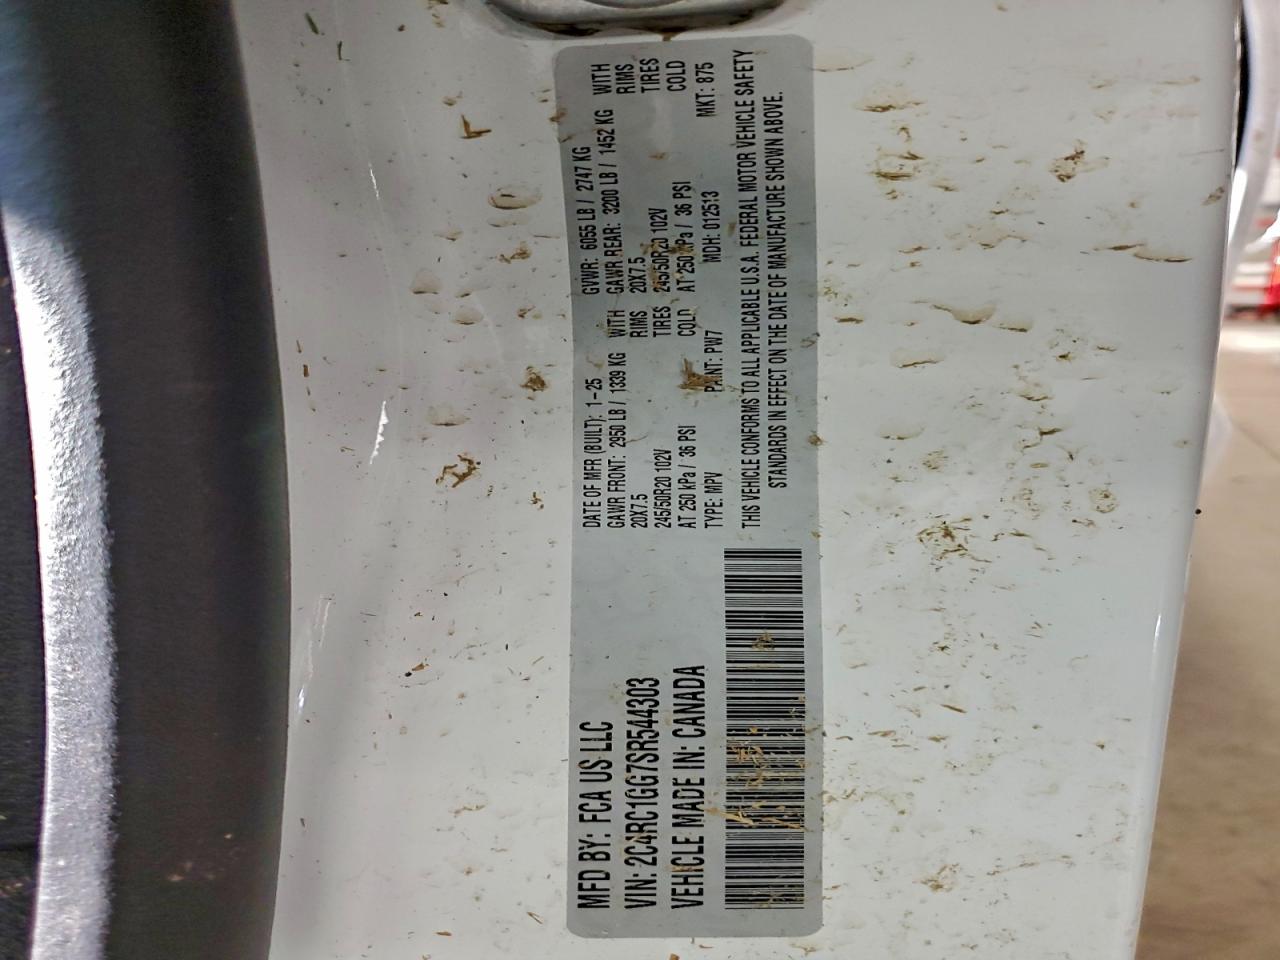 MFD BY: FCA US LLC
VIN: 2C4RC1GG7SR544303
VEHICLE MADE IN: CANADA
DATE OF MFR (BUILT): 1-25 GVWR: 6055 LB / 2747 KG
GAWR FRONT: 2950 LB / 1339 KG WITH GAWR REAR: 3200 LB / 1452 KG WITH
20X7.5 RIMS 20X7.5 RIMS
245/50R20 102V TIRES 245/50R20 102V TIRES
AT 250 kPa / 36 PSI COLD AT 250 kPa / 36 PSI COLD
TYPE: MPV PAINT: PW7 MDH: 012513 MKT: 875
THIS VEHICLE CONFORMS TO ALL APPLICABLE U.S.A. FEDERAL MOTOR VEHICLE SAFETY
STANDARDS IN EFFECT ON THE DATE OF MANUFACTURE SHOWN ABOVE.